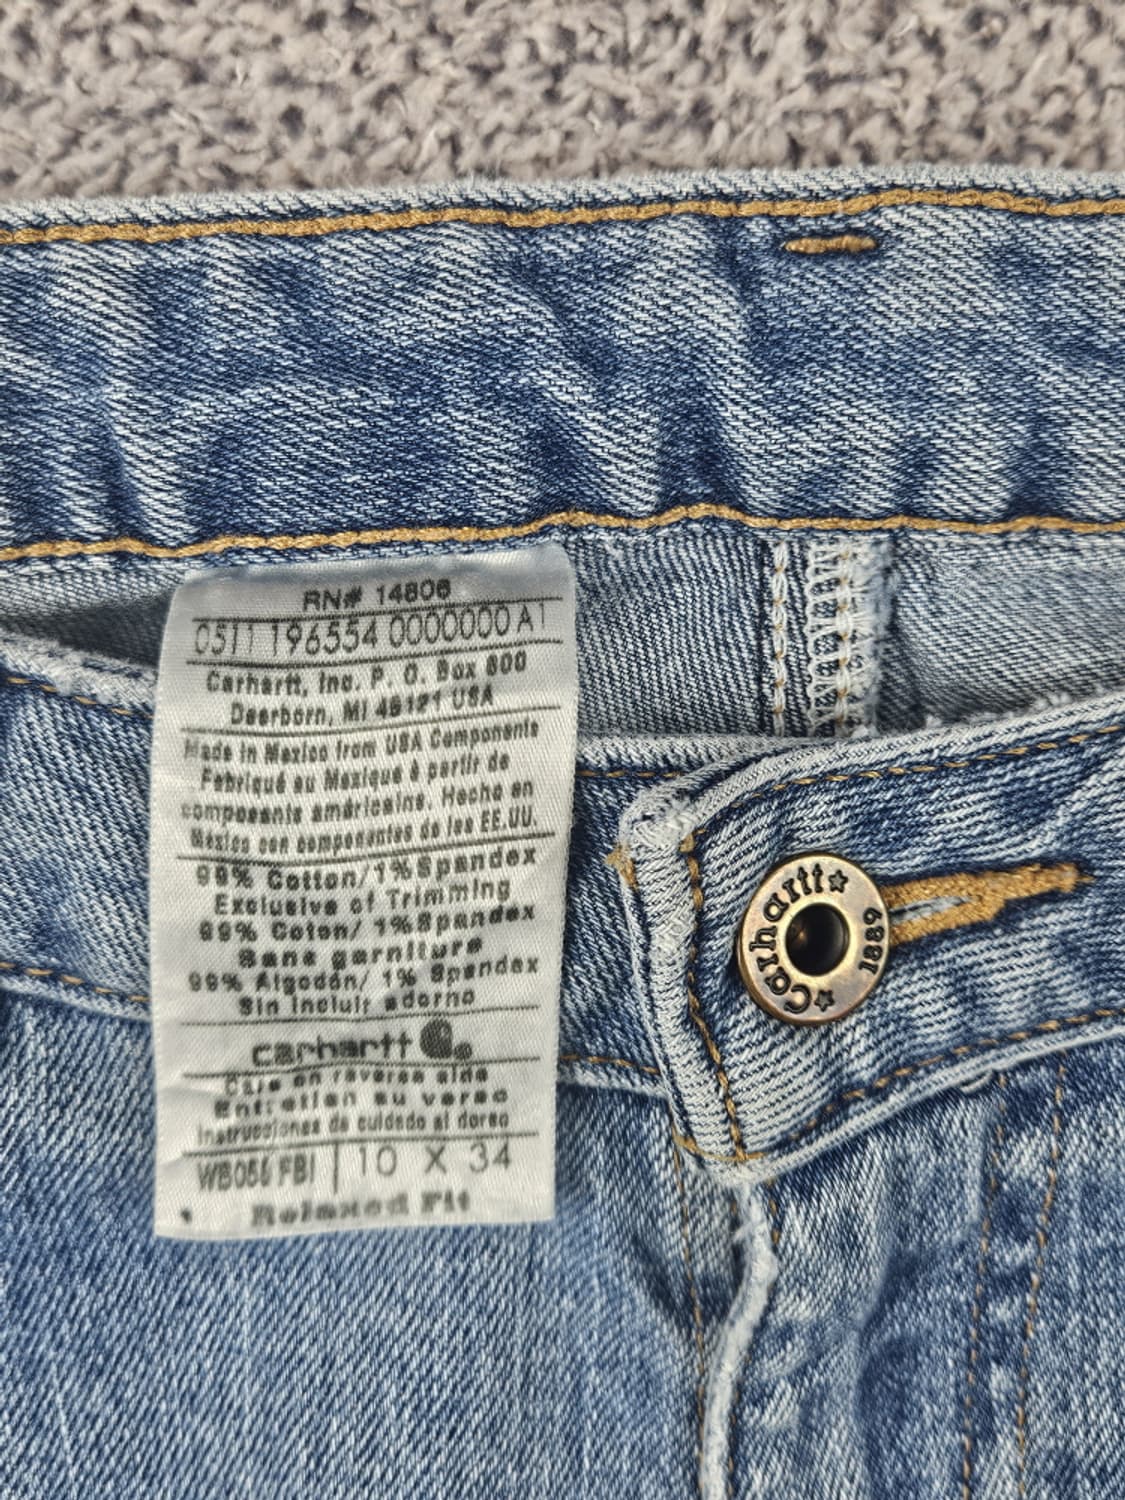 RN# 14806
0511 196554 0000000 A1
Carhartt, Inc. P. O. Box 600
Dearborn, MI 48121 USA
Made in Mexico from USA Components
Fabriqué au Mexique à partir de
composants américains. Hecho en
Mexico con componentes de los EE.UU.
99% Cotton/1%Spandex
Exclusive of Trimming
99% Coton/ 1%Spandex
Sans garniture
99% Algodón/ 1% Spandex
Sin incluir adorno
carhartt
Care on reverse side
Entretien au verso
Instrucciones de cuidado al dorso
WB056 FBI 10 X 34
Relaxed Fit
Carhartt
1889